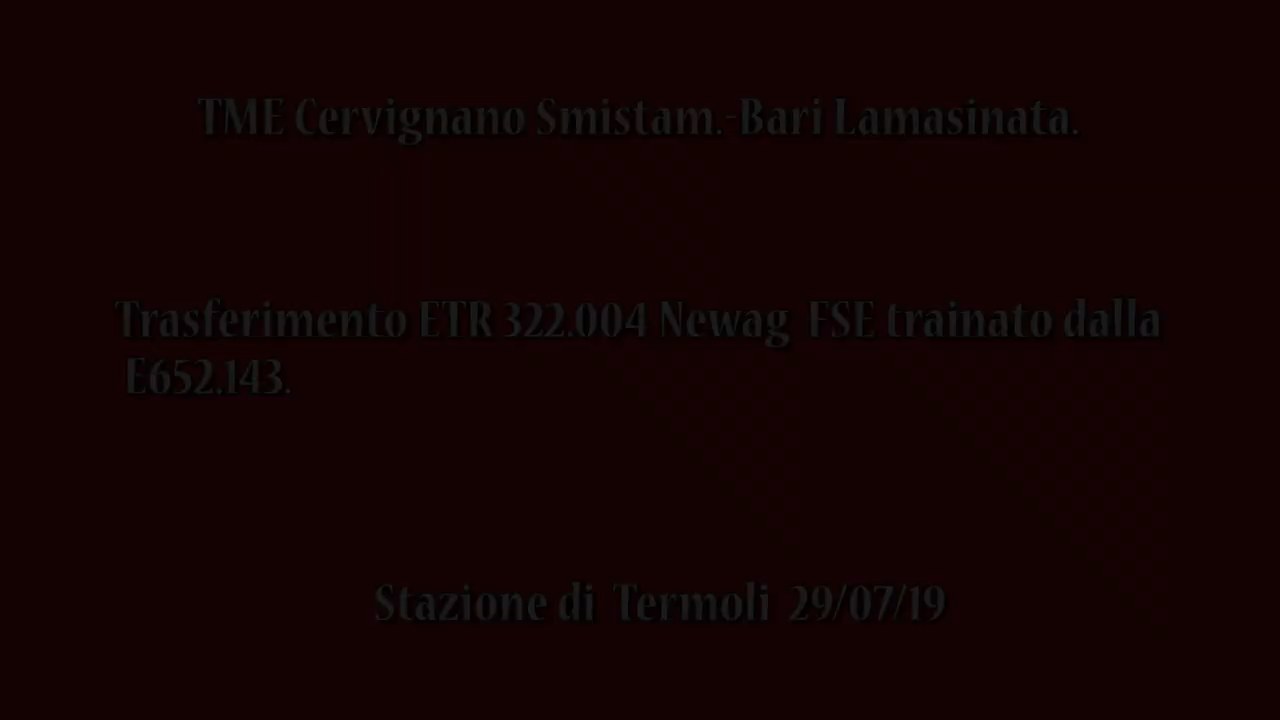 TME Cervignano Smistam.-Bari Lamasinata.
Trasferimento ETR 322.004 Newag FSE trainato dalla
E652.143.
Stazione di Termoli 29/07/19